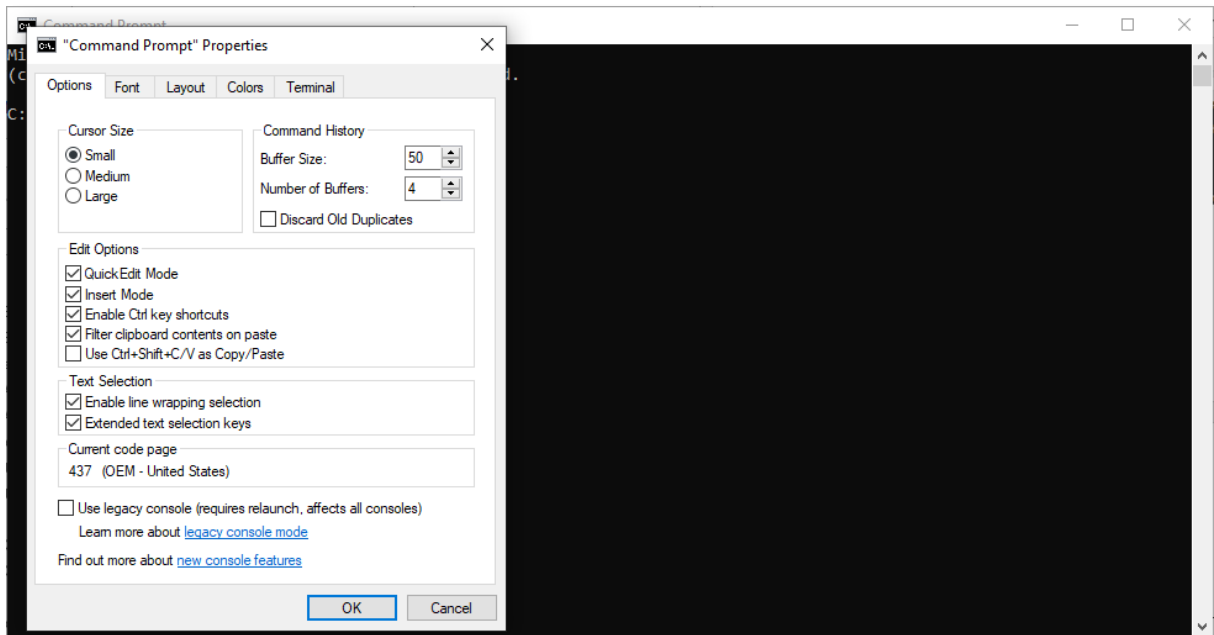 Command Prompt
"Command Prompt" Properties
Mi
(c
d.
C:
Options Font Layout Colors Terminal
Cursor Size
Small
Medium
Large
Command History
Buffer Size: 50
Number of Buffers: 4
Discard Old Duplicates
Edit Options
QuickEdit Mode
Insert Mode
Enable Ctrl key shortcuts
Filter clipboard contents on paste
Use Ctrl+Shift+C/V as Copy/Paste
Text Selection
Enable line wrapping selection
Extended text selection keys
Current code page
437 (OEM - United States)
Use legacy console (requires relaunch, affects all consoles)
Learn more about legacy console mode
Find out more about new console features
OK Cancel